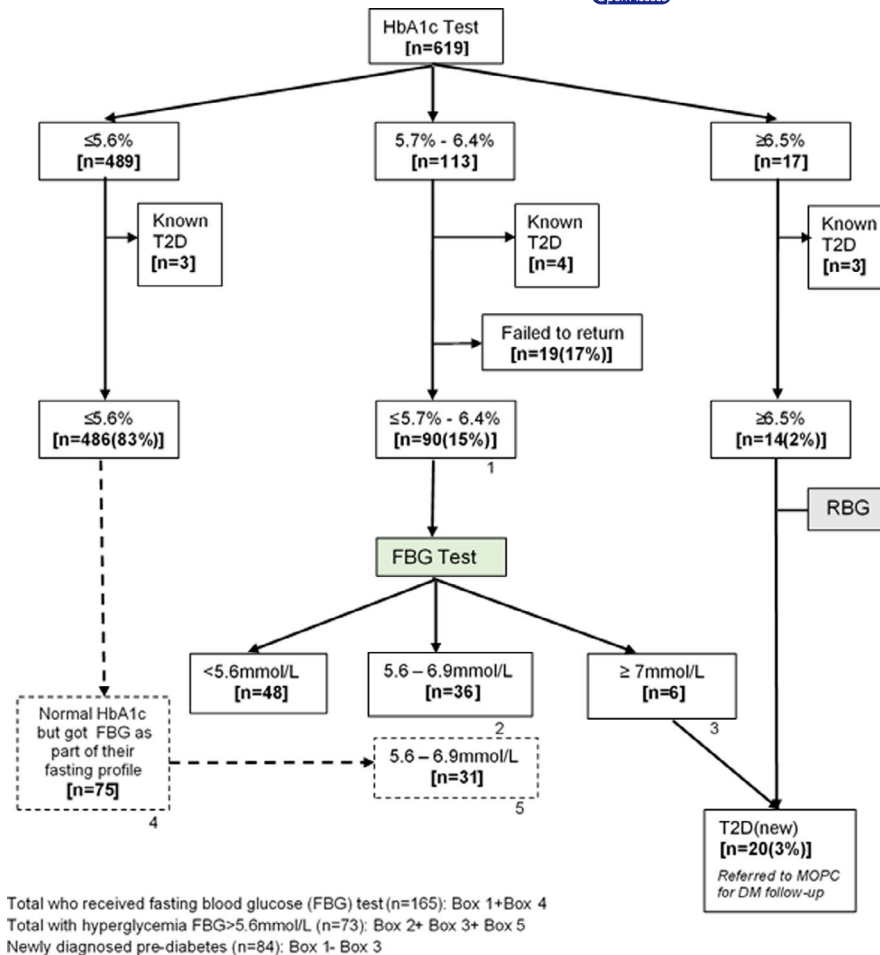 HbA1c Test
[n=619]
≤5.6%
[n=489]
5.7% - 6.4%
[n=113]
≥6.5%
[n=17]
Known
T2D
[n=3]
Known
T2D
[n=4]
Known
T2D
[n=3]
Failed to return
[n=19(17%)]
≤5.6%
[n=486(83%)]
≤5.7% - 6.4%
[n=90(15%)]
1
≥6.5%
[n=14(2%)]
RBG
FBG Test
<5.6mmol/L
[n=48]
5.6 – 6.9mmol/L
[n=36]
2
≥ 7mmol/L
[n=6]
3
Normal HbA1c
but got FBG as
part of their
fasting profile
[n=75]
4
5.6 – 6.9mmol/L
[n=31]
5
T2D(new)
[n=20(3%)]
Referred to MOPC
for DM follow-up
Total who received fasting blood glucose (FBG) test (n=165): Box 1+Box 4
Total with hyperglycemia FBG>5.6mmol/L (n=73): Box 2+ Box 3+ Box 5
Newly diagnosed pre-diabetes (n=84): Box 1- Box 3